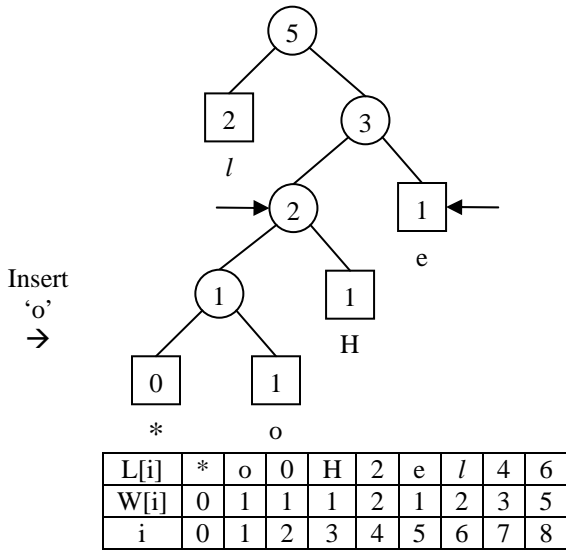 5
2 3
l
2 1
e
Insert
‘o’
→
1 1
H
0 1
* o
L[i] * o 0 H 2 e l 4 6
W[i] 0 1 1 1 2 1 2 3 5
i 0 1 2 3 4 5 6 7 8